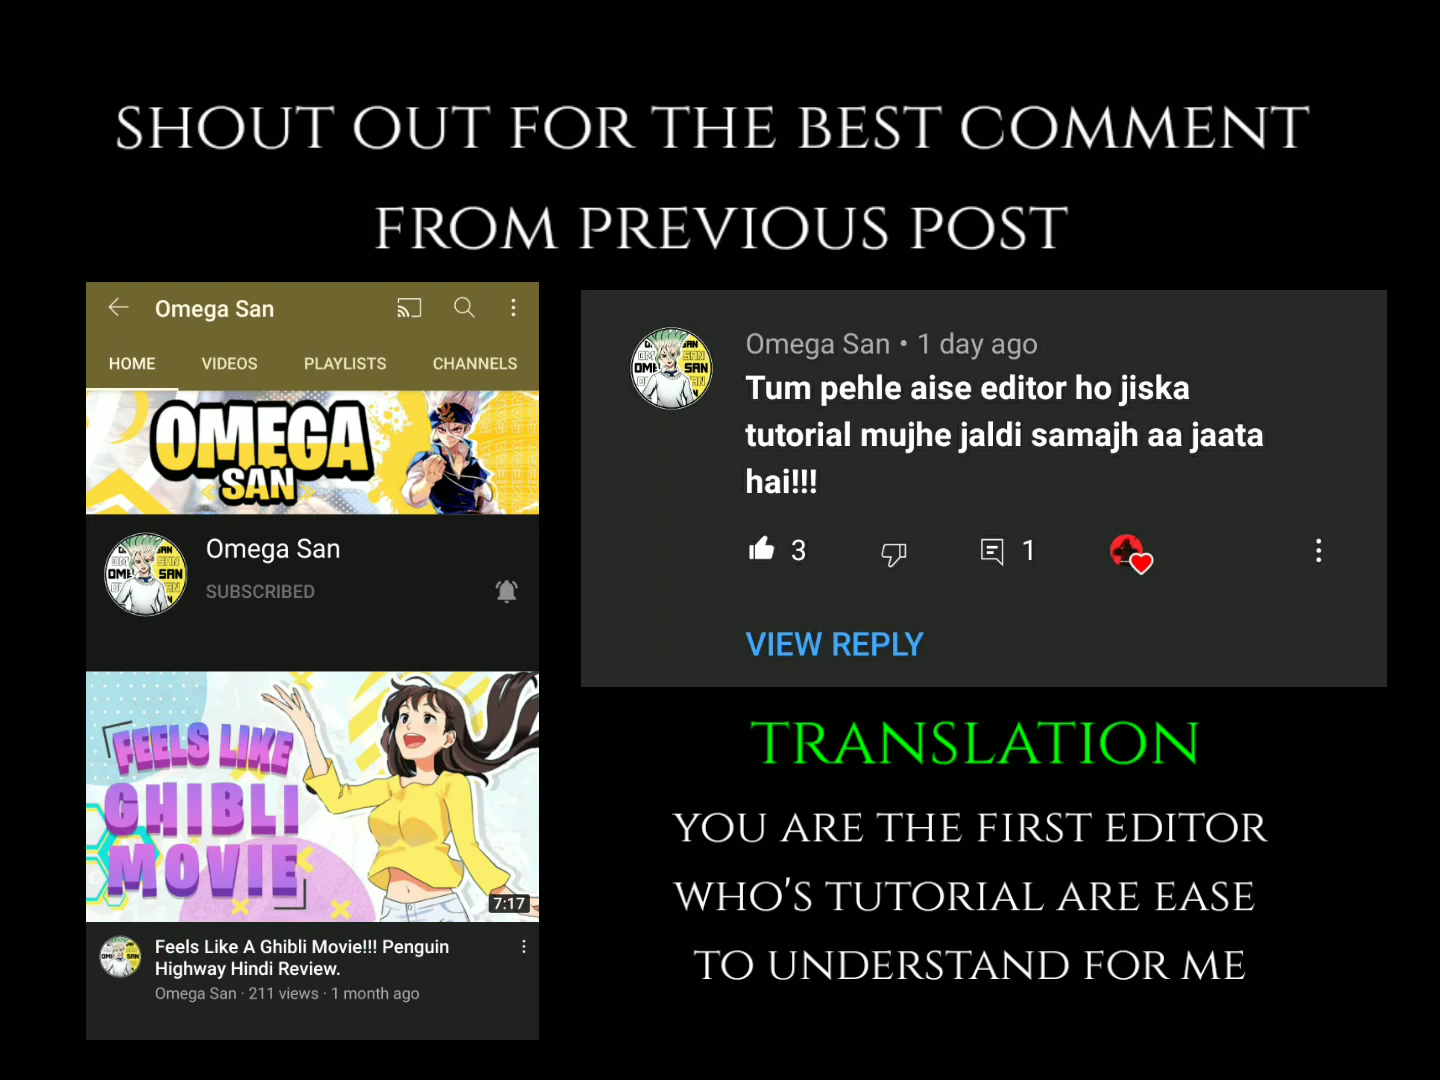 SHOUT OUT FOR THE BEST COMMENT
FROM PREVIOUS POST
Omega San
HOME VIDEOS PLAYLISTS CHANNELS
OMEGA
SAN
Omega San
SUBSCRIBED
FEELS LIKE
GHIBLI
MOVIE
7:17
Feels Like A Ghibli Movie!!! Penguin
Highway Hindi Review.
Omega San · 211 views · 1 month ago
Omega San • 1 day ago
Tum pehle aise editor ho jiska
tutorial mujhe jaldi samajh aa jaata
hai!!!
3 1
VIEW REPLY
TRANSLATION
YOU ARE THE FIRST EDITOR
WHO'S TUTORIAL ARE EASE
TO UNDERSTAND FOR ME